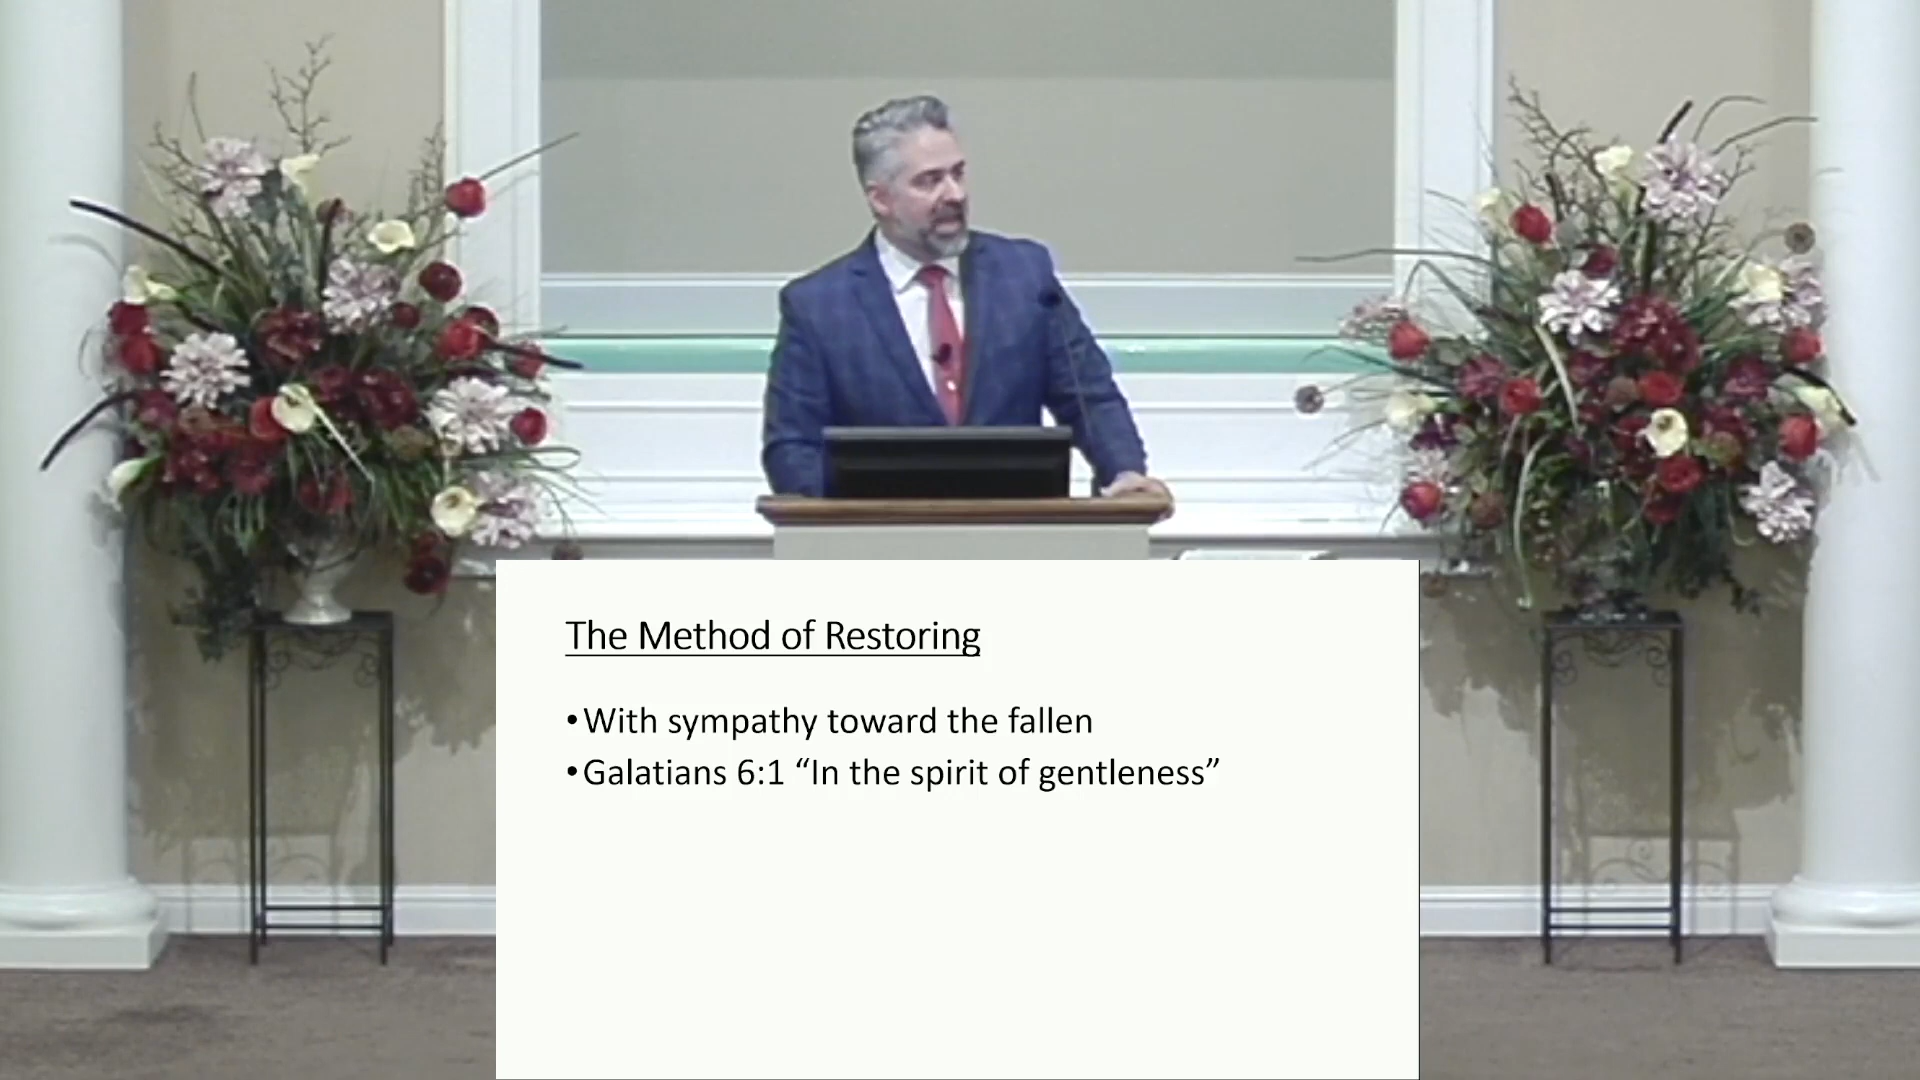 The Method of Restoring
•With sympathy toward the fallen
•Galatians 6:1 “In the spirit of gentleness”